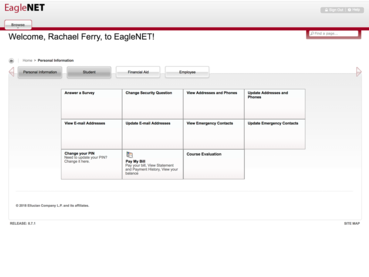 EagleNET
Sign Out
Help
Browse
Find a page...
Welcome, Rachael Ferry, to EagleNET!
Home > Personal Information
Personal Information
Student
Financial Aid
Employee
Answer a Survey
Change Security Question
View Addresses and Phones
Update Addresses and
Phones
View E-mail Addresses
Update E-mail Addresses
View Emergency Contacts
Update Emergency Contacts
Change your PIN
Need to update your PIN?
Change it here
Pay My Bill
Pay your bill, View Statement
and Payment History, View your
balance
Course Evaluation
© 2018 Ellucian Company L.P. and its affiliates.
RELEASE: 8.7.1
SITE MAP